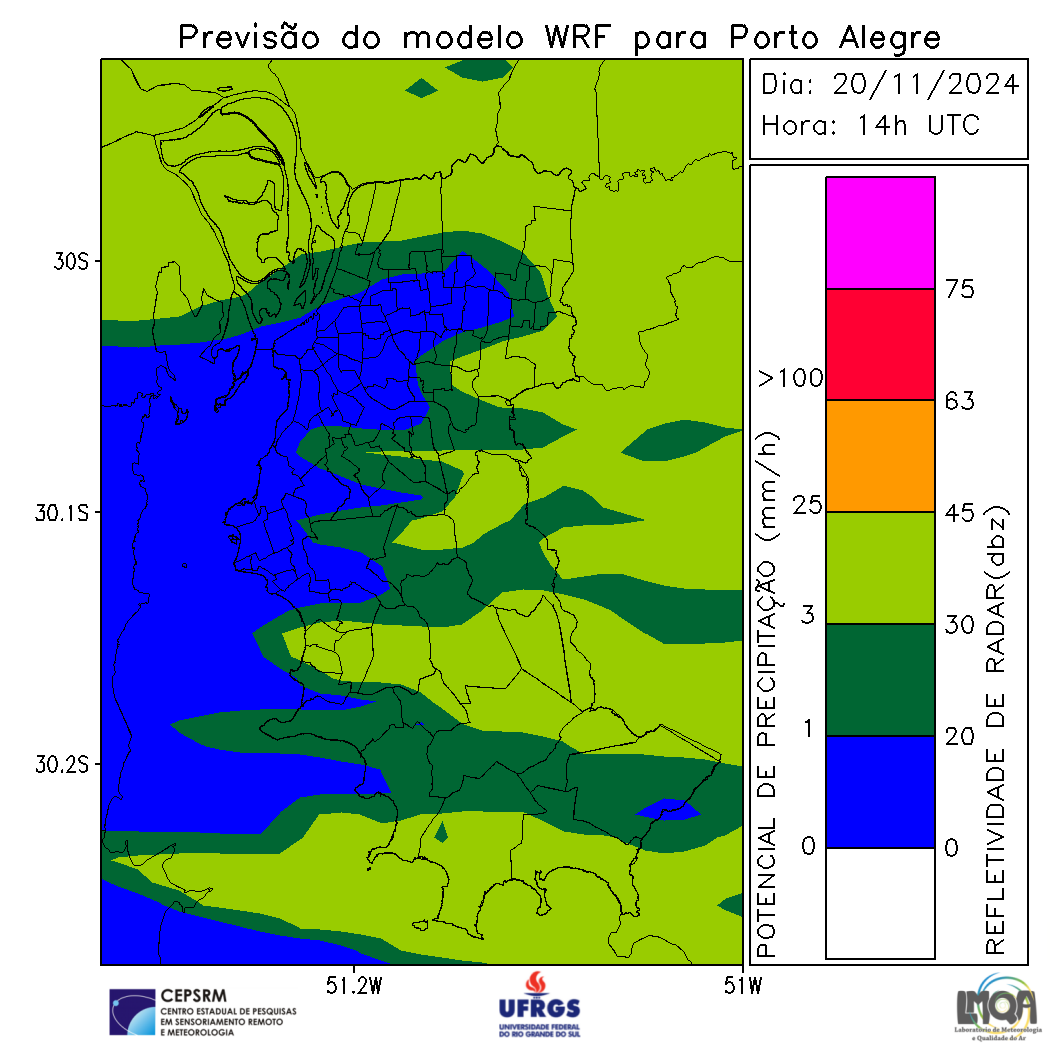 Previsão do modelo WRF para Porto Alegre
Dia: 20/11/2024
Hora: 14h UTC
30S
30.1S
30.2S
51.2W
51W
POTENCIAL DE PRECIPITAÇÃO (mm/h)
>100
25
3
1
0
75
63
45
30
20
0
REFLETIVIDADE DE RADAR(dbz)
CEPSRM
CENTRO ESTADUAL DE PESQUISAS
EM SENSORIAMENTO REMOTO
E METEOROLOGIA
UFRGS
UNIVERSIDADE FEDERAL
DO RIO GRANDE DO SUL
LMQA
Laboratório de Meteorologia
e Qualidade do Ar